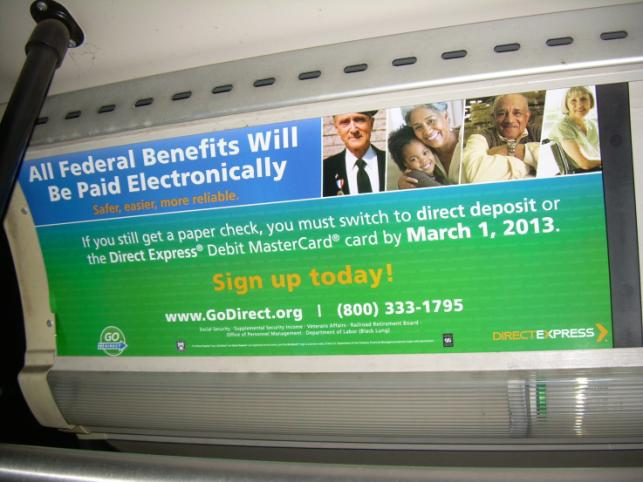 All Federal Benefits Will
Be Paid Electronically
Safer, easier, more reliable.
If you still get a paper check, you must switch to direct deposit or
the Direct Express® Debit MasterCard® card by March 1, 2013.
Sign up today!
www.GoDirect.org | (800) 333-1795
Social Security · Supplemental Security Income · Veterans Affairs · Railroad Retirement Board ·
Office of Personnel Management · Department of Labor (Black Lung)
GO
DIRECT
DIRECT EXPRESS